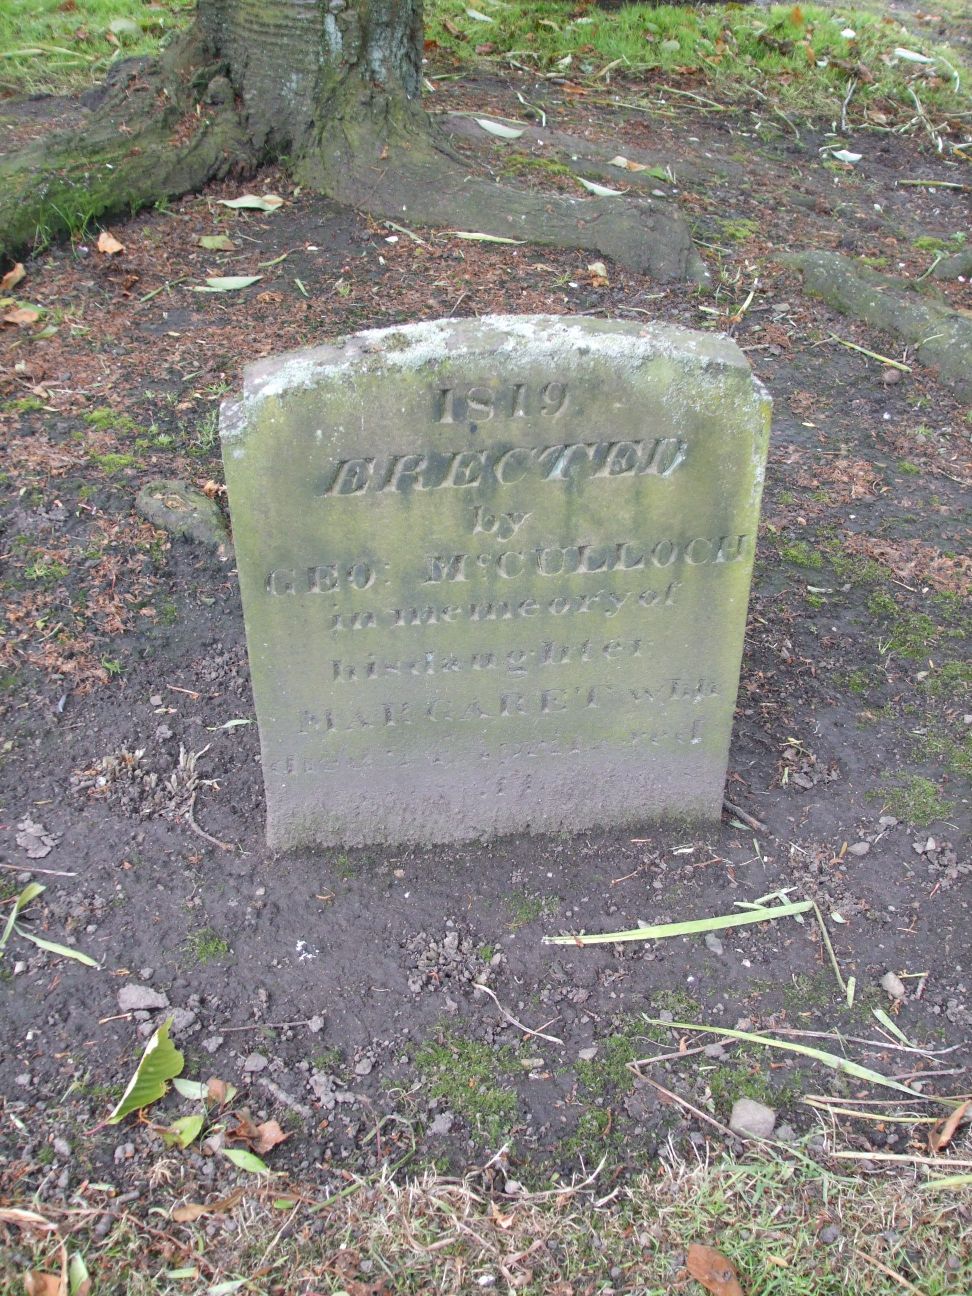 1819
ERECTED
by
GEO: McCULLOCH
in memeory of
his daughter
MARGARET who